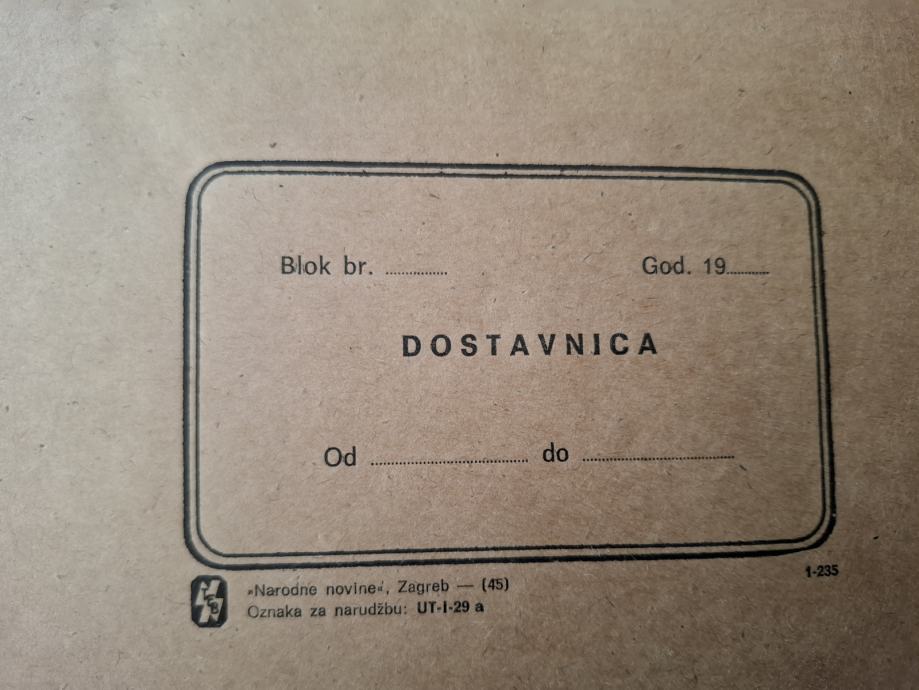 Blok br. ............ God. 19.........
DOSTAVNICA
Od .............................. do .............................
1-235
»Narodne novine«, Zagreb — (45)
Oznaka za narudžbu: UT-I-29 a